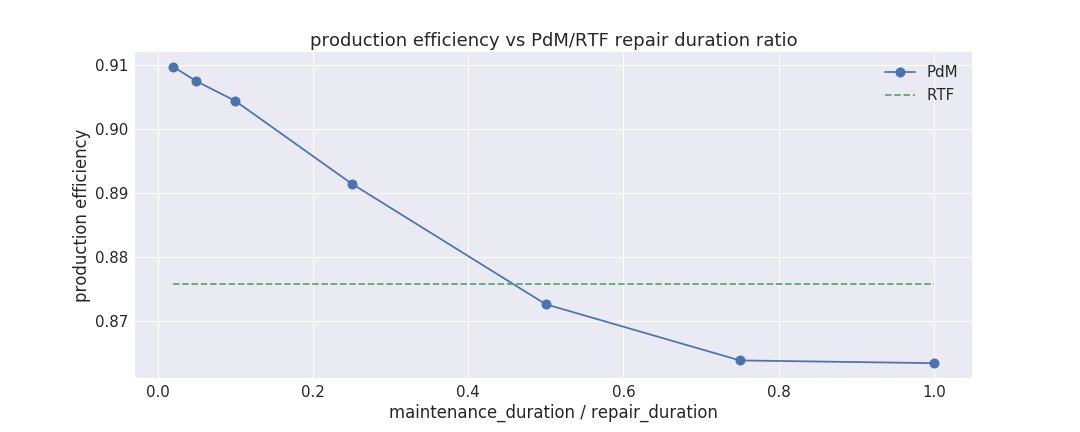 production efficiency vs PdM/RTF repair duration ratio
PdM
RTF
production efficiency
0.91
0.90
0.89
0.88
0.87
0.0 0.2 0.4 0.6 0.8 1.0
maintenance_duration / repair_duration